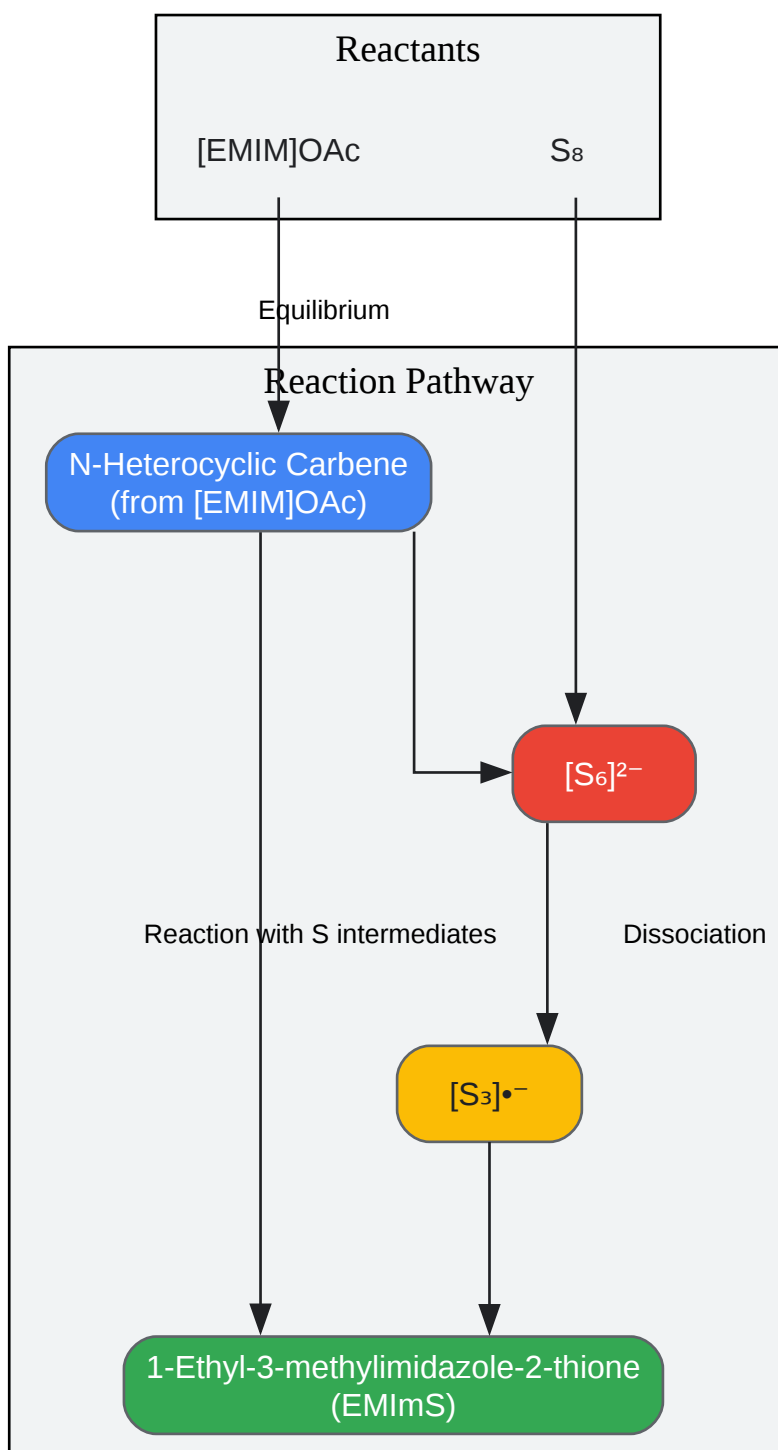 Reactants
[EMIM]OAc
S₈
Equilibrium
Reaction Pathway
N-Heterocyclic Carbene
(from [EMIM]OAc)
[S₆]²⁻
Reaction with S intermediates
Dissociation
[S₃]•⁻
1-Ethyl-3-methylimidazole-2-thione
(EMImS)